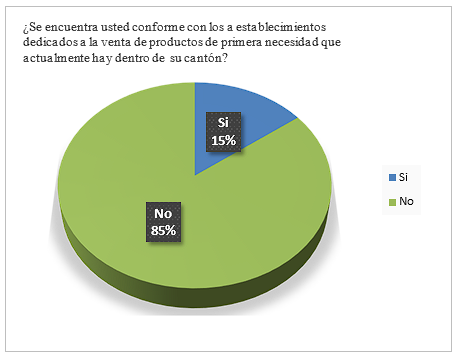 ¿Se encuentra usted conforme con los a establecimientos
dedicados a la venta de productos de primera necesidad que
actualmente hay dentro de su cantón?
Si
15%
No
85%
Si
No